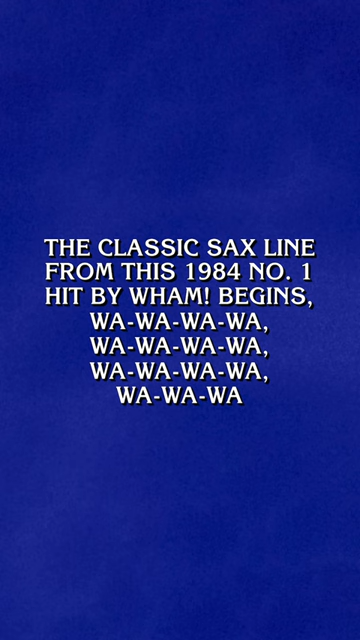 THE CLASSIC SAX LINE
FROM THIS 1984 NO. 1
HIT BY WHAM! BEGINS,
WA-WA-WA-WA,
WA-WA-WA-WA,
WA-WA-WA-WA,
WA-WA-WA